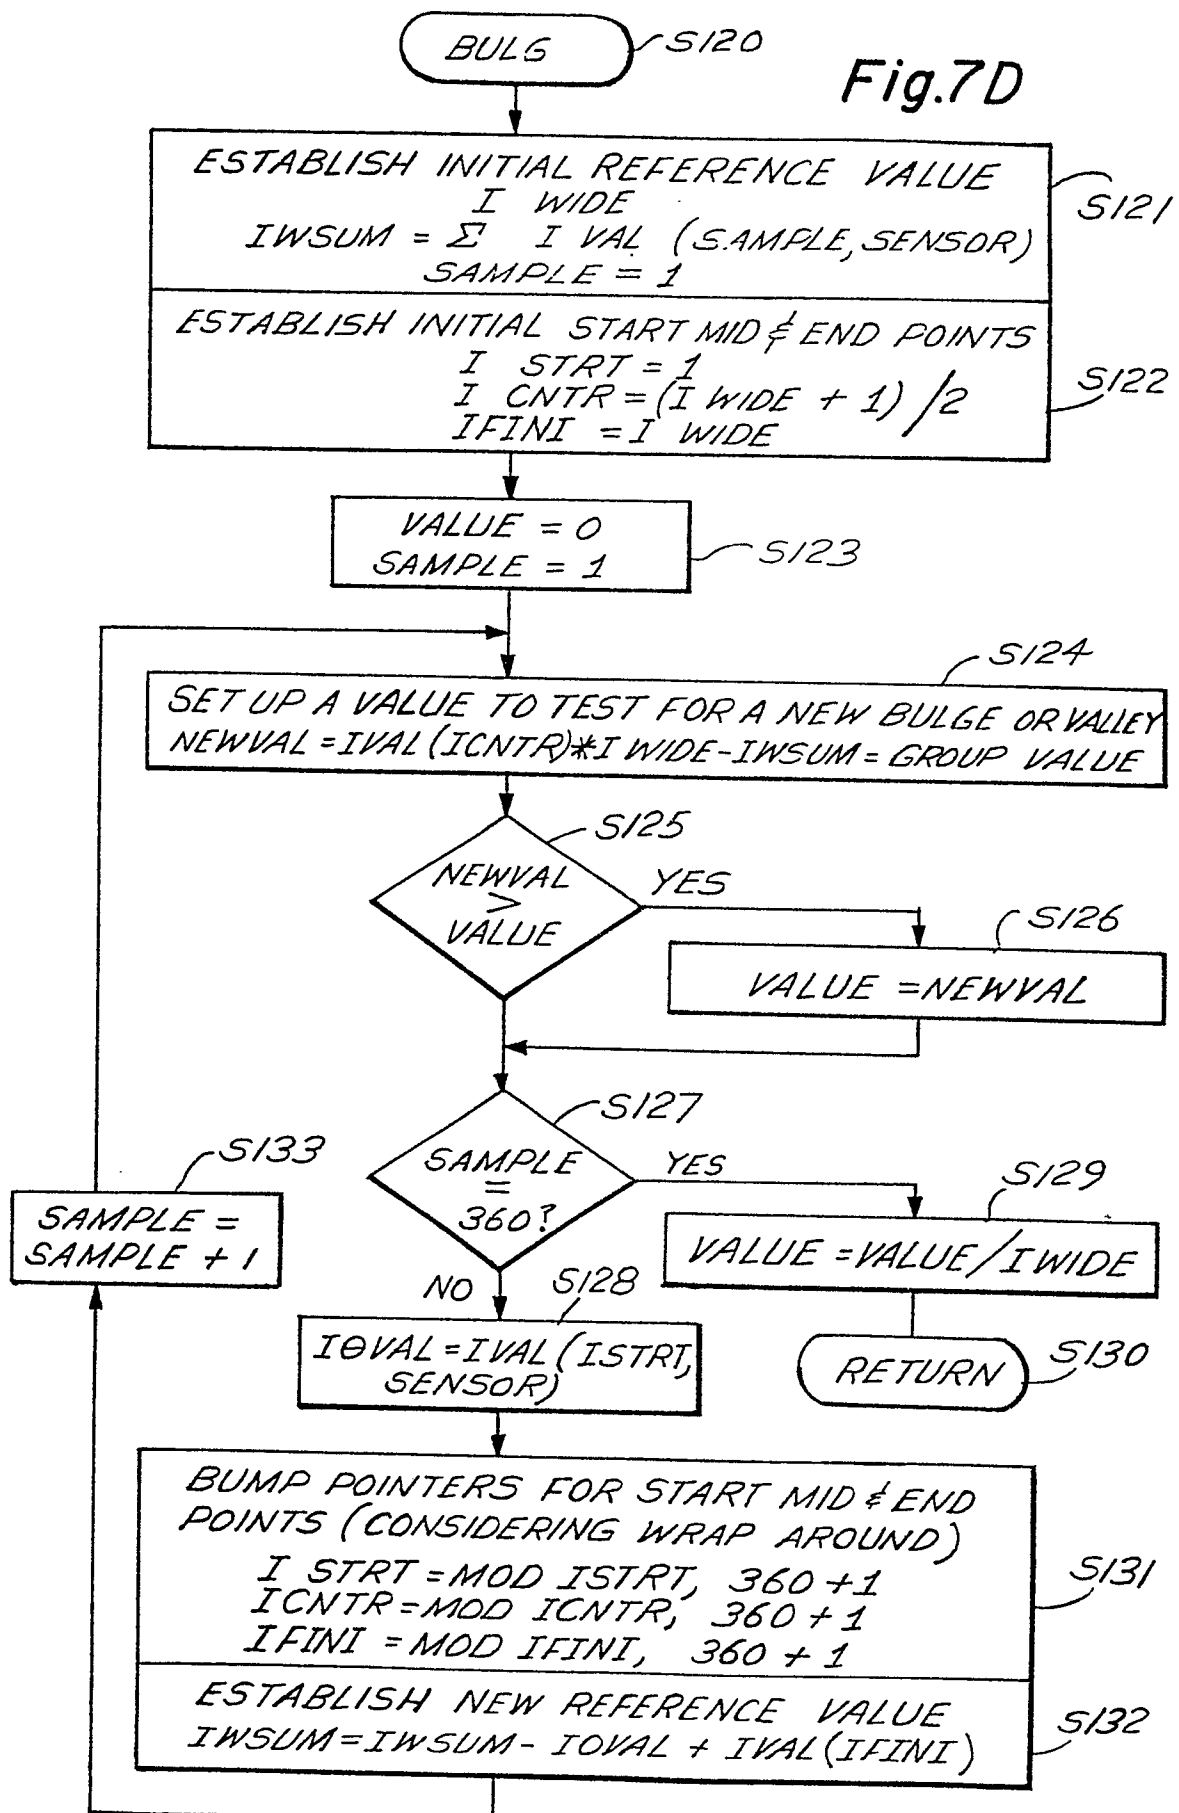 BULG
S120
Fig.7D
ESTABLISH INITIAL REFERENCE VALUE
I WIDE
IWSUM = Σ I VAL (SAMPLE, SENSOR)
SAMPLE = 1
S121
ESTABLISH INITIAL START MID & END POINTS
I STRT = 1
I CNTR = (I WIDE + 1) / 2
IFINI = I WIDE
S122
VALUE = 0
SAMPLE = 1
S123
S124
SET UP A VALUE TO TEST FOR A NEW BULGE OR VALLEY
NEWVAL = IVAL (ICNTR)*I WIDE-IWSUM = GROUP VALUE
S125
NEWVAL
>
VALUE
YES
S126
VALUE = NEWVAL
S127
SAMPLE
=
360?
YES
S129
VALUE = VALUE / I WIDE
S130
RETURN
S133
SAMPLE =
SAMPLE + 1
NO
S128
IΘVAL = IVAL (ISTRT,
SENSOR)
BUMP POINTERS FOR START MID & END
POINTS (CONSIDERING WRAP AROUND)
I STRT = MOD ISTRT, 360 +1
ICNTR = MOD ICNTR, 360 + 1
IFINI = MOD IFINI, 360 + 1
S131
ESTABLISH NEW REFERENCE VALUE
IWSUM = IWSUM - IOVAL + IVAL (IFINI)
S132